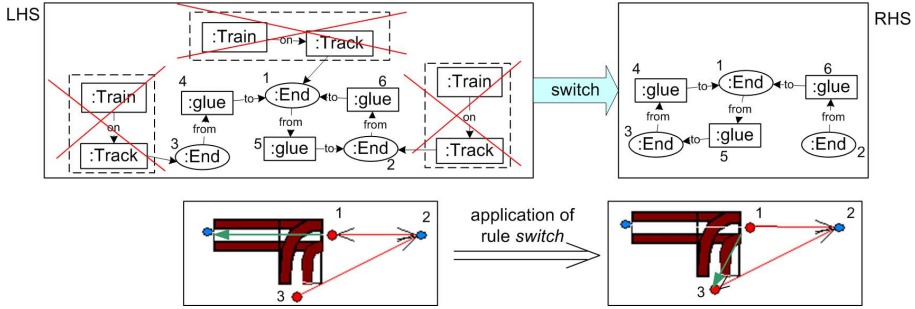 LHS
RHS
:Train
on
:Track
:Train
on
:Track
4
:glue
to
1
:End
to
6
:glue
:Train
on
:Track
from
from
from
3
:End
5
:glue
to
:End
2
switch
4
:glue
to
1
:End
to
6
:glue
from
from
from
3
:End
to
:glue
5
:End
2
1
2
3
application of
rule switch
1
2
3